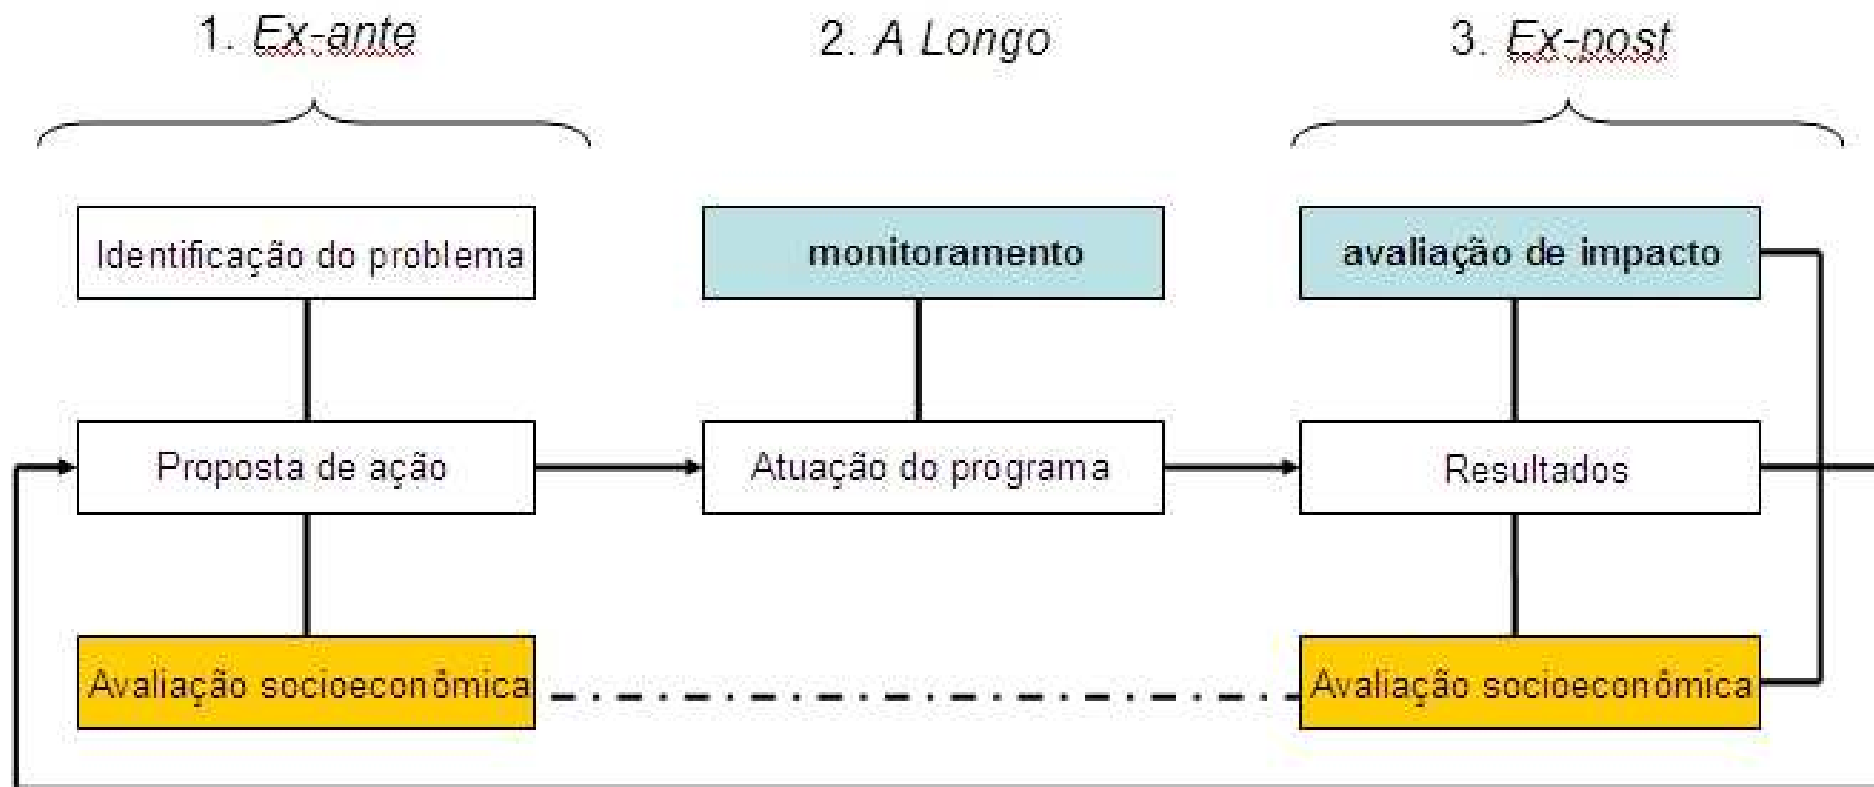 1. Ex-ante
2. A Longo
3. Ex-post
Identificação do problema
monitoramento
avaliação de impacto
Proposta de ação
Atuação do programa
Resultados
Avaliação socioeconômica
Avaliação socioeconômica